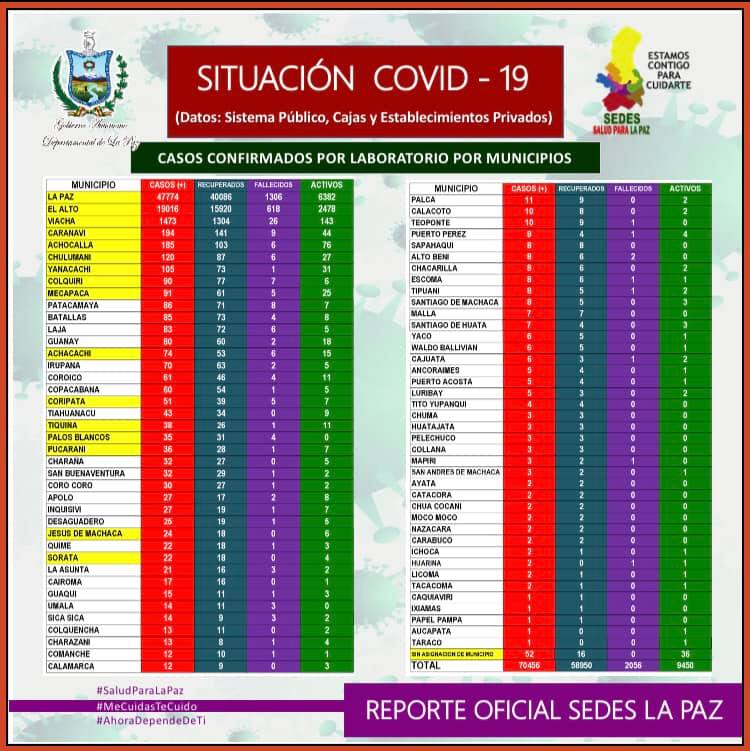 Gobierno Autónomo
Departamental de La Paz
SITUACIÓN COVID - 19
(Datos: Sistema Público, Cajas y Establecimientos Privados)
ESTAMOS
CONTIGO
PARA
CUIDARTE
SEDES
SALUD PARA LA PAZ
CASOS CONFIRMADOS POR LABORATORIO POR MUNICIPIOS
MUNICIPIO CASOS (+) RECUPERADOS FALLECIDOS ACTIVOS
LA PAZ 47774 40086 1306 6382
EL ALTO 19016 15920 618 2478
VIACHA 1473 1304 26 143
CARANAVI 194 141 9 44
ACHOCALLA 185 103 6 76
CHULUMANI 120 87 6 27
YANACACHI 105 73 1 31
COLQUIRI 90 77 7 6
MECAPACA 91 61 5 25
PATACAMAYA 86 71 8 7
BATALLAS 85 73 4 8
LAJA 83 72 6 5
GUANAY 80 60 2 18
ACHACACHI 74 53 6 15
IRUPANA 70 63 2 5
COROICO 61 46 4 11
COPACABANA 60 54 1 5
CORIPATA 51 39 5 7
TIAHUANACU 43 34 0 9
TIQUINA 38 26 1 11
PALOS BLANCOS 35 31 4 0
PUCARANI 36 28 1 7
CHARAÑA 32 27 0 5
SAN BUENAVENTURA 32 29 1 2
CORO CORO 30 27 1 2
APOLO 27 17 2 8
INQUISIVI 27 19 1 7
DESAGUADERO 25 19 1 5
JESUS DE MACHACA 24 18 0 6
QUIME 22 18 1 3
SORATA 22 18 0 4
LA ASUNTA 21 16 3 2
CAIROMA 17 16 0 1
GUAQUI 15 11 1 3
UMALA 14 11 3 0
SICA SICA 14 9 3 2
COLQUENCHA 13 11 0 2
CHARAZANI 13 8 1 4
COMANCHE 12 10 1 1
CALAMARCA 12 9 0 3
MUNICIPIO CASOS (+) RECUPERADOS FALLECIDOS ACTIVOS
PALCA 11 9 0 2
CALACOTO 10 8 0 2
TEOPONTE 10 9 1 0
PUERTO PEREZ 9 4 1 4
SAPAHAQUI 8 8 0 0
ALTO BENI 8 6 2 0
CHACARILLA 8 6 0 2
ESCOMA 8 6 1 1
TIPUANI 8 5 1 2
SANTIAGO DE MACHACA 8 5 0 3
MALLA 7 7 0 0
SANTIAGO DE HUATA 7 4 0 3
YACO 6 5 0 1
WALDO BALLIVIAN 6 5 0 1
CAJUATA 6 3 1 2
ANCORAIMES 5 4 0 1
PUERTO ACOSTA 5 4 0 1
LURIBAY 5 3 0 2
TITO YUPANQUI 4 4 0 0
CHUMA 3 3 0 0
HUATAJATA 3 3 0 0
PELECHUCO 3 3 0 0
COLLANA 3 3 0 0
MAPIRI 3 2 1 0
SAN ANDRES DE MACHACA 3 2 0 1
AYATA 2 2 0 0
CATACORA 2 2 0 0
CHUA COCANI 2 2 0 0
MOCO MOCO 2 2 0 0
NAZACARA 2 2 0 0
CARABUCO 2 2 0 0
ICHOCA 2 1 0 1
HUARINA 2 0 1 1
LICOMA 2 1 0 1
TACACOMA 2 1 0 1
CAQUIAVIRI 1 1 0 0
IXIAMAS 1 1 0 0
PAPEL PAMPA 1 1 0 0
AUCAPATA 1 0 0 1
TARACO 1 0 0 1
SIN ASIGNACION DE MUNICIPIO 52 16 0 36
TOTAL 70456 58950 2056 9450
#SaludParaLaPaz
#MeCuidasTeCuido
#AhoraDependeDeTi
REPORTE OFICIAL SEDES LA PAZ